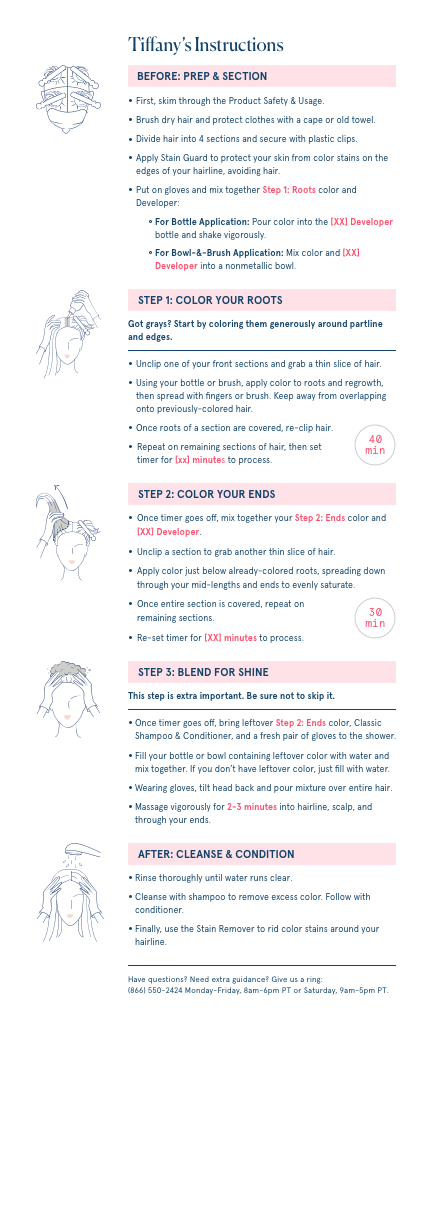 Tiffany's Instructions
BEFORE: PREP & SECTION
• First, skim through the Product Safety & Usage.
• Brush dry hair and protect clothes with a cape or old towel.
• Divide hair into 4 sections and secure with plastic clips.
• Apply Stain Guard to protect your skin from color stains on the
edges of your hairline, avoiding hair.
• Put on gloves and mix together Step 1: Roots color and
Developer:
° For Bottle Application: Pour color into the [XX] Developer
bottle and shake vigorously.
° For Bowl-&-Brush Application: Mix color and [XX]
Developer into a nonmetallic bowl.
STEP 1: COLOR YOUR ROOTS
Got grays? Start by coloring them generously around partline
and edges.
• Unclip one of your front sections and grab a thin slice of hair.
• Using your bottle or brush, apply color to roots and regrowth,
then spread with fingers or brush. Keep away from overlapping
onto previously-colored hair.
• Once roots of a section are covered, re-clip hair.
• Repeat on remaining sections of hair, then set
timer for [xx] minutes to process.
40
min
STEP 2: COLOR YOUR ENDS
• Once timer goes off, mix together your Step 2: Ends color and
[XX] Developer.
• Unclip a section to grab another thin slice of hair.
• Apply color just below already-colored roots, spreading down
through your mid-lengths and ends to evenly saturate.
• Once entire section is covered, repeat on
remaining sections.
• Re-set timer for [XX] minutes to process.
30
min
STEP 3: BLEND FOR SHINE
This step is extra important. Be sure not to skip it.
• Once timer goes off, bring leftover Step 2: Ends color, Classic
Shampoo & Conditioner, and a fresh pair of gloves to the shower.
• Fill your bottle or bowl containing leftover color with water and
mix together. If you don't have leftover color, just fill with water.
• Wearing gloves, tilt head back and pour mixture over entire hair.
• Massage vigorously for 2-3 minutes into hairline, scalp, and
through your ends.
AFTER: CLEANSE & CONDITION
• Rinse thoroughly until water runs clear.
• Cleanse with shampoo to remove excess color. Follow with
conditioner.
• Finally, use the Stain Remover to rid color stains around your
hairline.
Have questions? Need extra guidance? Give us a ring:
(866) 550-2424 Monday-Friday, 8am-6pm PT or Saturday, 9am-5pm PT.